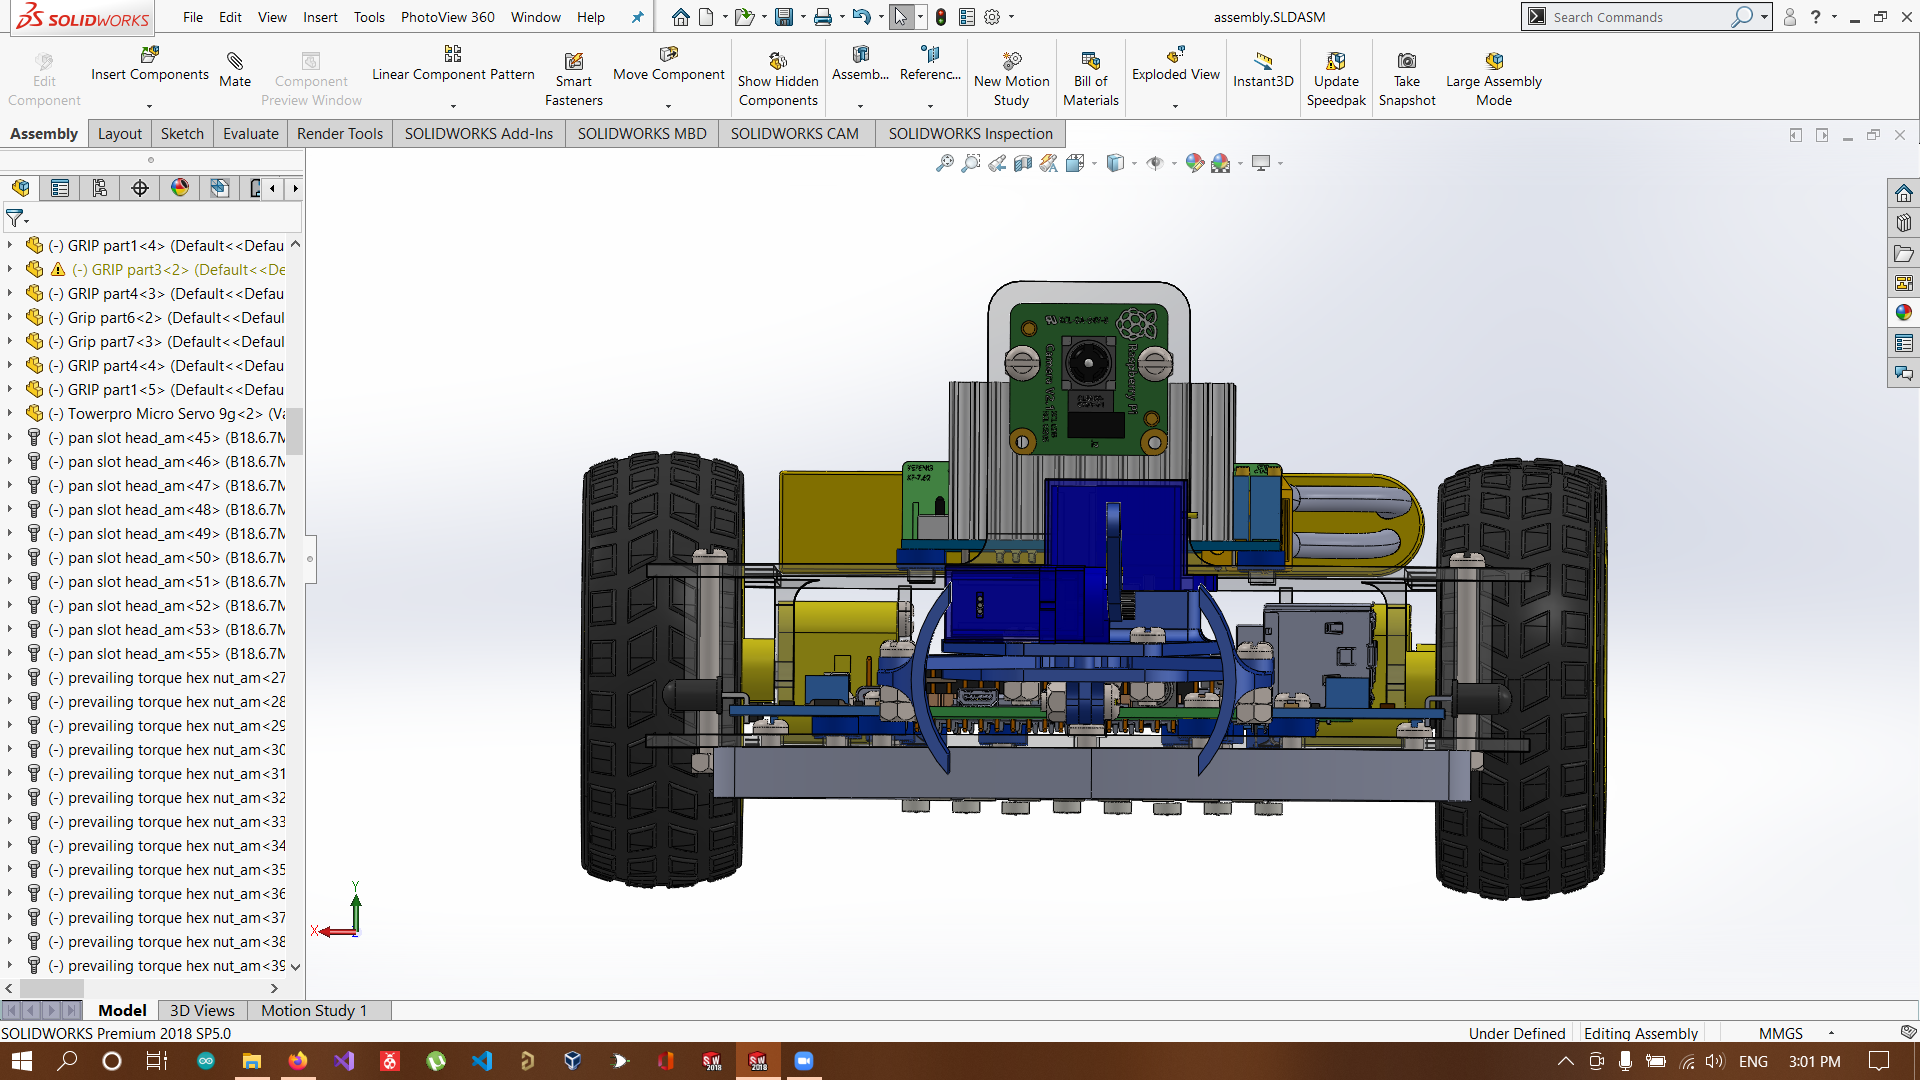 SOLIDWORKS
File Edit View Insert Tools PhotoView 360 Window Help
assembly.SLDASM
Search Commands
?
Edit Component
Insert Components
Mate
Component Preview Window
Linear Component Pattern
Smart Fasteners
Move Component
Show Hidden Components
Assemb...
Referenc...
New Motion Study
Bill of Materials
Exploded View
Instant3D
Update Speedpak
Take Snapshot
Large Assembly Mode
Assembly Layout Sketch Evaluate Render Tools SOLIDWORKS Add-Ins SOLIDWORKS MBD SOLIDWORKS CAM SOLIDWORKS Inspection
(-) GRIP part1<4> (Default<<Defau
(-) GRIP part3<2> (Default<<De
(-) GRIP part4<3> (Default<<Defau
(-) Grip part6<2> (Default<<Defaul
(-) Grip part7<3> (Default<<Defaul
(-) GRIP part4<4> (Default<<Defau
(-) GRIP part1<5> (Default<<Defau
(-) Towerpro Micro Servo 9g<2> (Va
(-) pan slot head_am<45> (B18.6.7M
(-) pan slot head_am<46> (B18.6.7M
(-) pan slot head_am<47> (B18.6.7M
(-) pan slot head_am<48> (B18.6.7M
(-) pan slot head_am<49> (B18.6.7M
(-) pan slot head_am<50> (B18.6.7M
(-) pan slot head_am<51> (B18.6.7M
(-) pan slot head_am<52> (B18.6.7M
(-) pan slot head_am<53> (B18.6.7M
(-) pan slot head_am<55> (B18.6.7M
(-) prevailing torque hex nut_am<27
(-) prevailing torque hex nut_am<28
(-) prevailing torque hex nut_am<29
(-) prevailing torque hex nut_am<30
(-) prevailing torque hex nut_am<31
(-) prevailing torque hex nut_am<32
(-) prevailing torque hex nut_am<33
(-) prevailing torque hex nut_am<34
(-) prevailing torque hex nut_am<35
(-) prevailing torque hex nut_am<36
(-) prevailing torque hex nut_am<37
(-) prevailing torque hex nut_am<38
(-) prevailing torque hex nut_am<39
Raspberry Pi
Y
X
Model 3D Views Motion Study 1
SOLIDWORKS Premium 2018 SP5.0
Under Defined Editing Assembly MMGS
SW 2018
SW 2018
ENG 3:01 PM